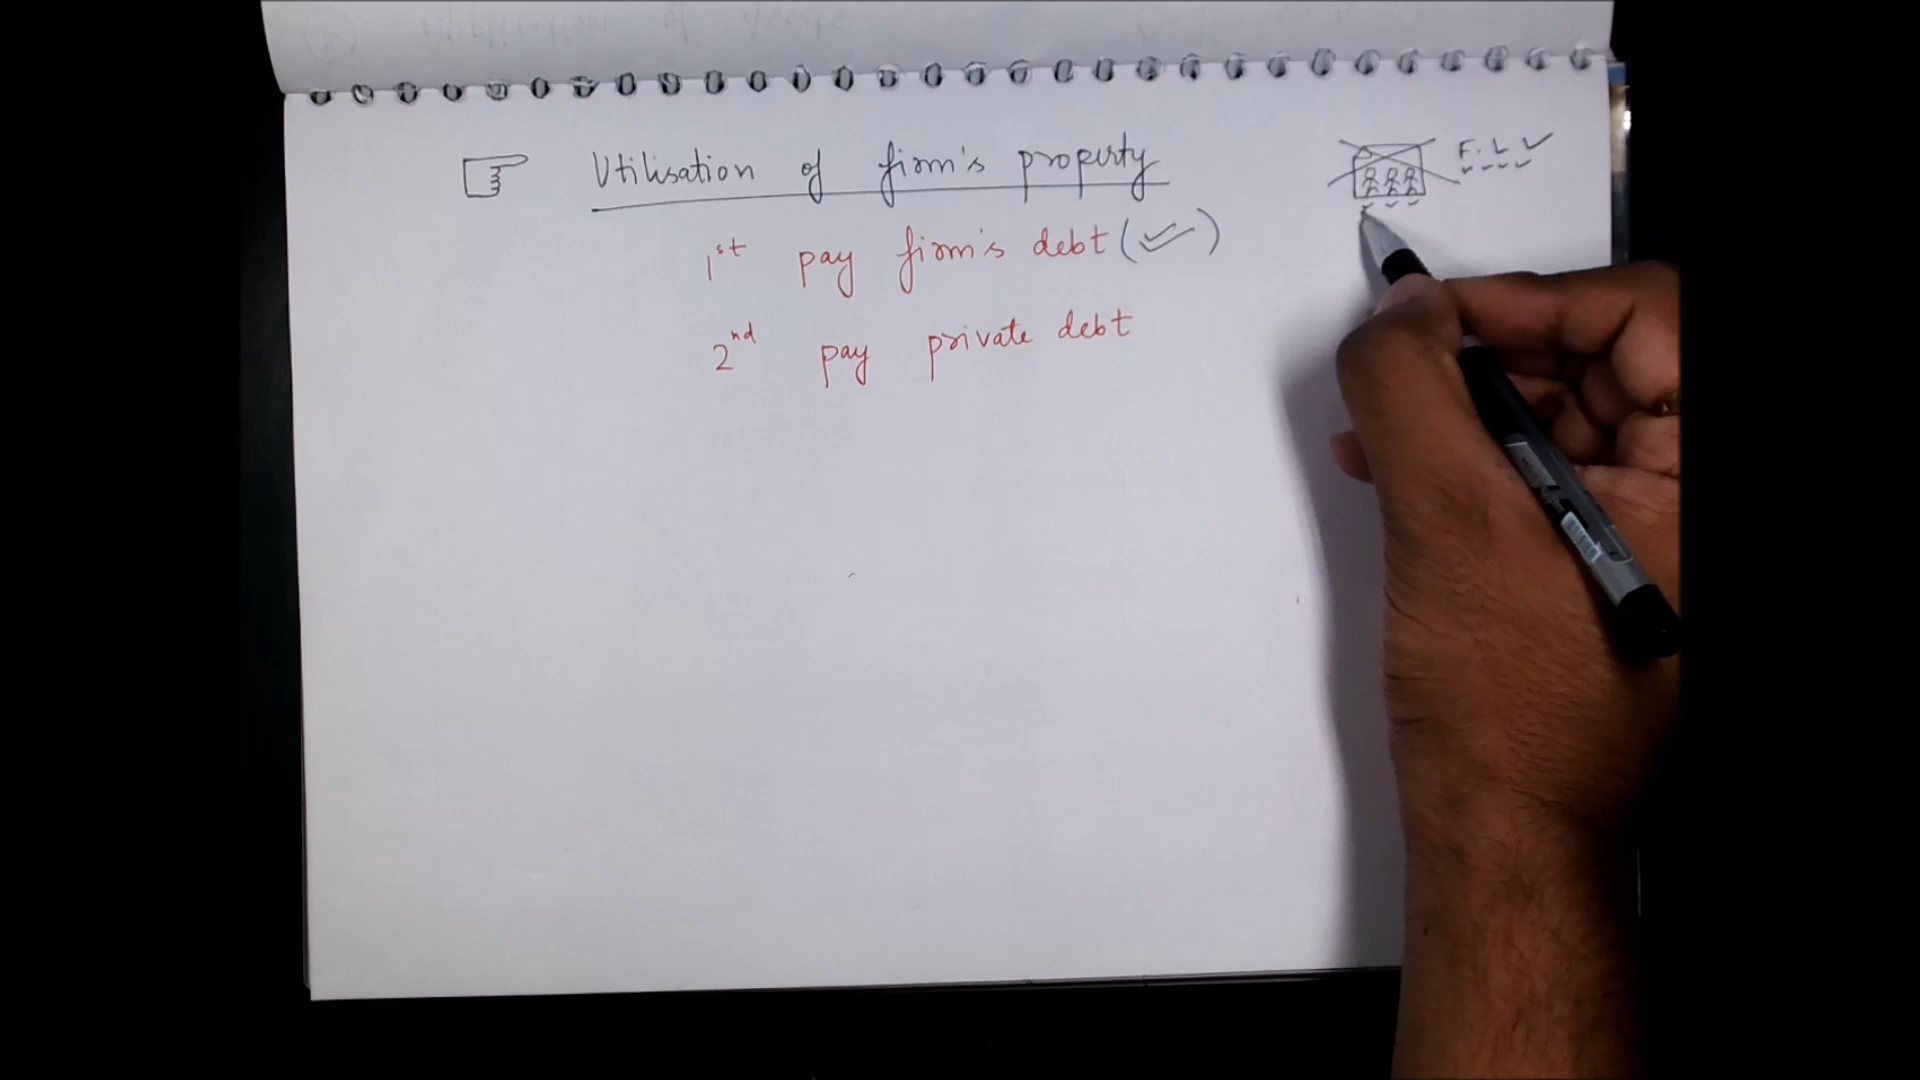 Utilisation of firm's property
F. L ✓
1st pay firm's debt (✓)
2nd pay private debt